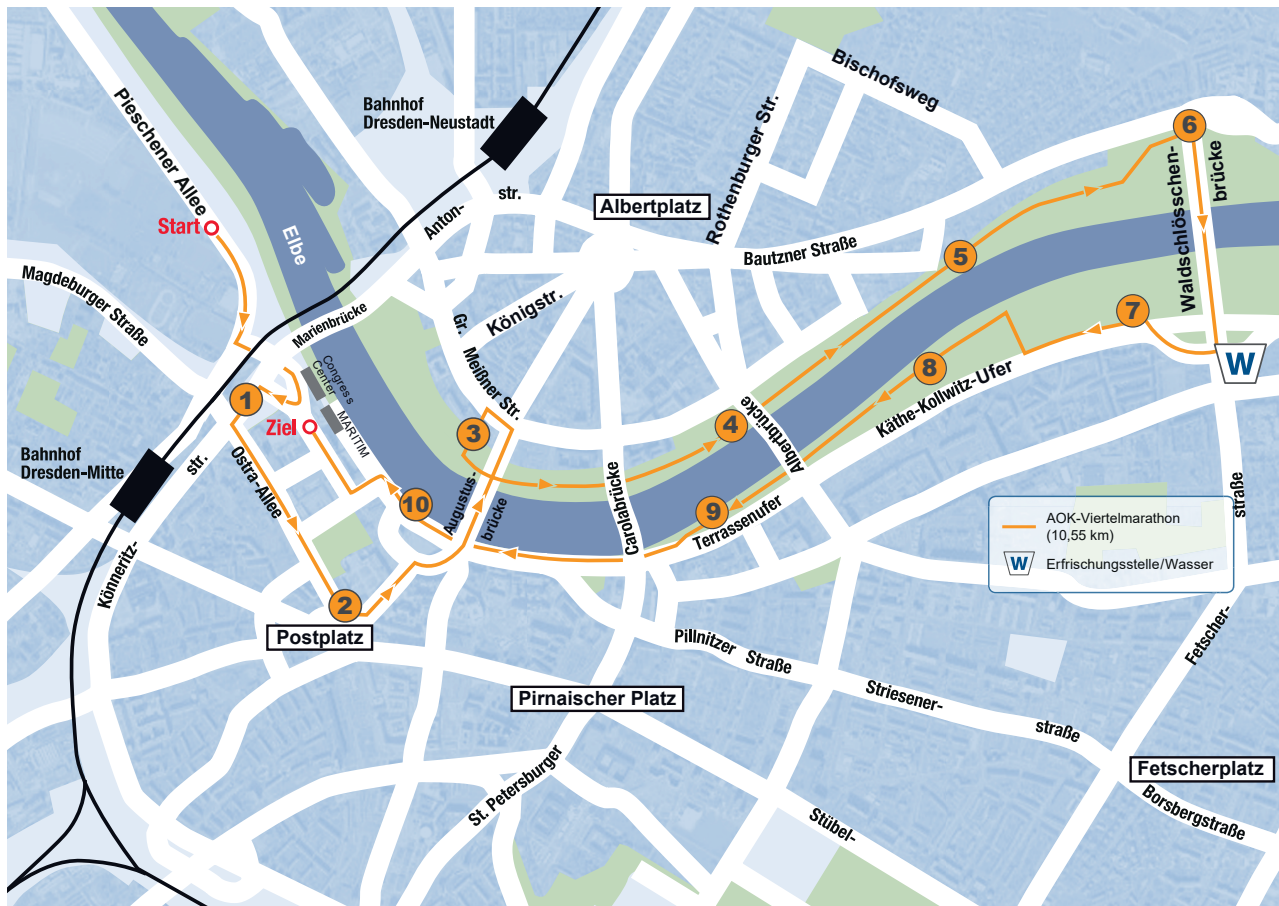 Bischofsweg
Pieschener Allee
Bahnhof
Dresden-Neustadt
Rothenburger Str.
6
Waldschlösschen-
brücke
Anton-
str.
Albertplatz
Start
Elbe
Bautzner Straße
5
Magdeburger Straße
Marienbrücke
Königstr.
Gr. Meißner Str.
7
W
Congress
Center
MARITIM
8
Käthe-Kollwitz-Ufer
1
Ziel
3
4
Albertbrücke
Bahnhof
Dresden-Mitte
Könneritz-
str.
Ostra-Allee
10
Augustus-
brücke
Carolabrücke
9
Terrassenufer
Fetscher-
straße
AOK-Viertelmarathon
(10,55 km)
W
Erfrischungsstelle/Wasser
2
Postplatz
Pillnitzer Straße
Pirnaischer Platz
Striesener-
straße
Fetscherplatz
Borsbergstraße
St. Petersburger
Stübel-